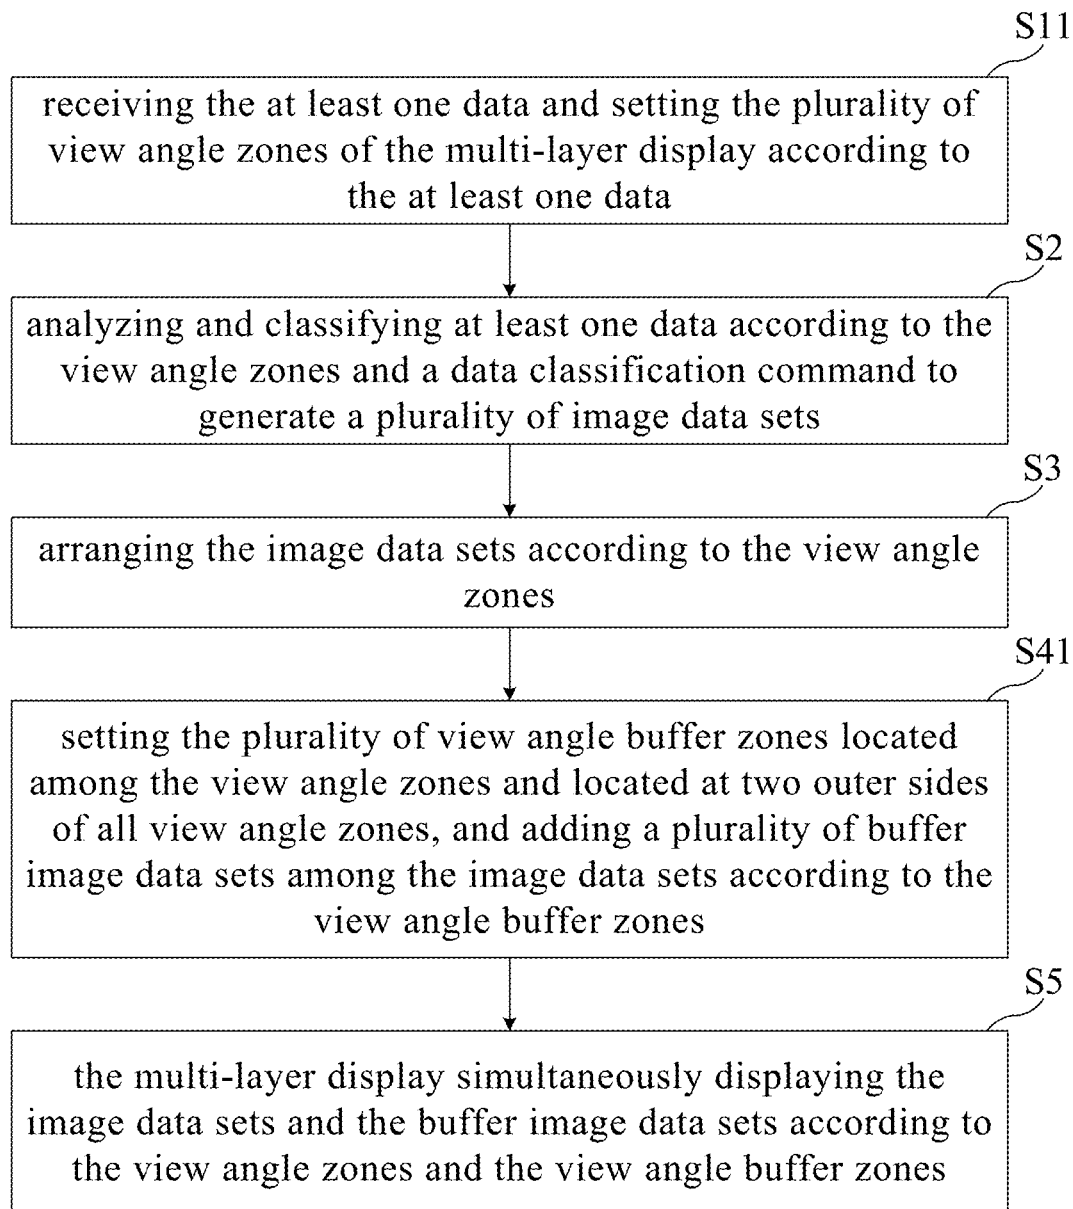 S11
receiving the at least one data and setting the plurality of
view angle zones of the multi-layer display according to
the at least one data
S2
analyzing and classifying at least one data according to the
view angle zones and a data classification command to
generate a plurality of image data sets
S3
arranging the image data sets according to the view angle
zones
S41
setting the plurality of view angle buffer zones located
among the view angle zones and located at two outer sides
of all view angle zones, and adding a plurality of buffer
image data sets among the image data sets according to the
view angle buffer zones
S5
the multi-layer display simultaneously displaying the
image data sets and the buffer image data sets according to
the view angle zones and the view angle buffer zones